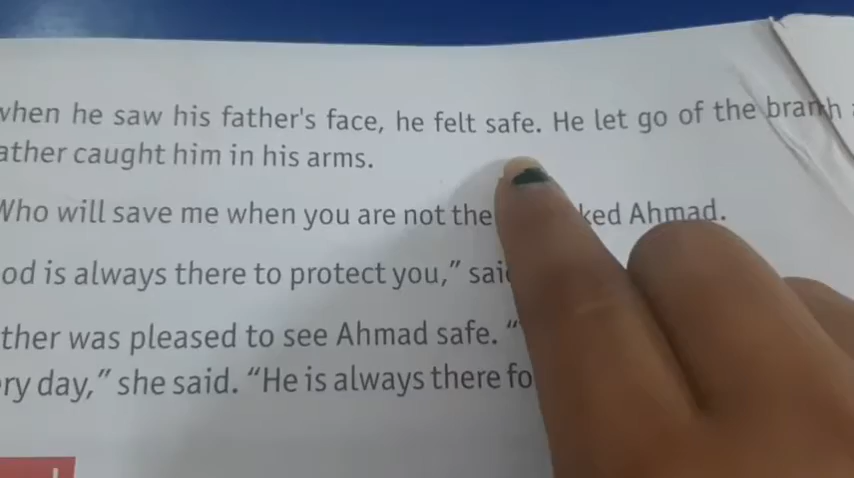 when he saw his father's face, he felt safe. He let go of the branch
ather caught him in his arms.
Who will save me when you are not the ked Ahmad.
od is always there to protect you,” sai
ther was pleased to see Ahmad safe. “
ry day,” she said. “He is always there fo